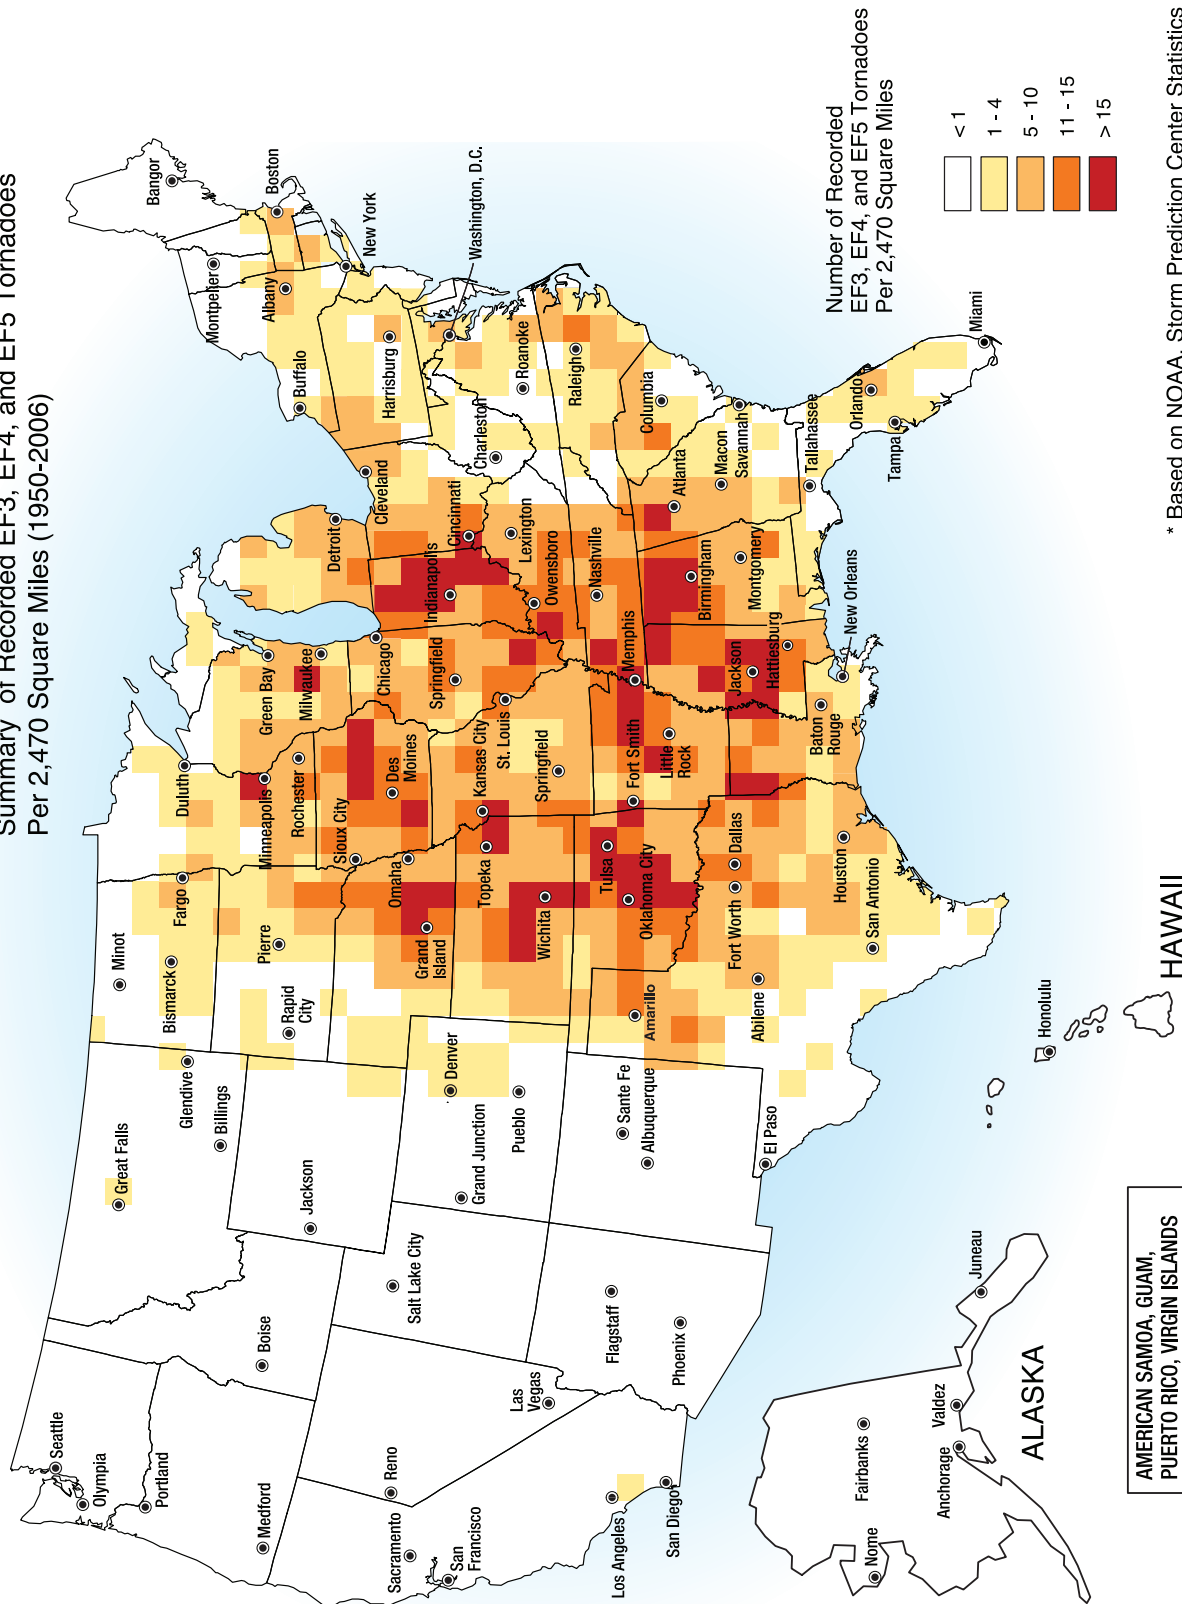 Summary of Recorded EF3, EF4, and EF5 Tornadoes
Per 2,470 Square Miles (1950-2006)
Seattle
Olympia
Portland
Medford
Boise
Great Falls
Glendive
Billings
Minot
Bismarck
Fargo
Duluth
Pierre
Rapid
City
Minneapolis
Rochester
Green Bay
Milwaukee
Buffalo
Albany
Montpelier
Bangor
Boston
New York
Detroit
Cleveland
Harrisburg
Washington, D.C.
Jackson
Sioux City
Des
Moines
Chicago
Omaha
Grand
Island
Reno
Sacramento
San
Francisco
Salt Lake City
Grand Junction
Denver
Pueblo
Topeka
Kansas City
St. Louis
Springfield
Indianapolis
Cincinnati
Charleston
Roanoke
Lexington
Owensboro
Wichita
Springfield
Las
Vegas
Los Angeles
San Diego
Flagstaff
Phoenix
Sante Fe
Albuquerque
Amarillo
Oklahoma City
Tulsa
Fort Smith
Little
Rock
Memphis
Nashville
Raleigh
Columbia
Atlanta
Macon
Savannah
Birmingham
Montgomery
Jackson
Hattiesburg
El Paso
Abilene
Fort Worth
Dallas
Houston
San Antonio
Baton
Rouge
New Orleans
Tallahassee
Orlando
Tampa
Miami
Number of Recorded
EF3, EF4, and EF5 Tornadoes
Per 2,470 Square Miles
< 1
1 - 4
5 - 10
11 - 15
> 15
Nome
Fairbanks
Anchorage
Valdez
Juneau
ALASKA
Honolulu
HAWAII
AMERICAN SAMOA, GUAM,
PUERTO RICO, VIRGIN ISLANDS
* Based on NOAA, Storm Prediction Center Statistics